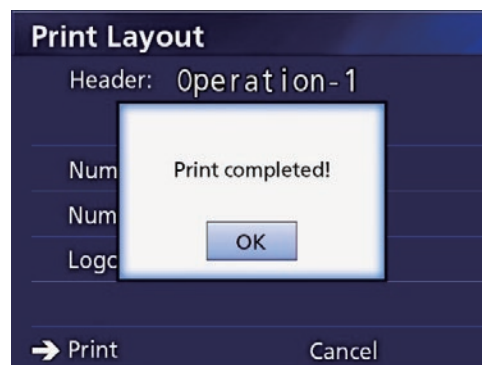 Print Layout
Header: Operation-1
Print completed!
Num
Num
OK
Logo
Print Cancel